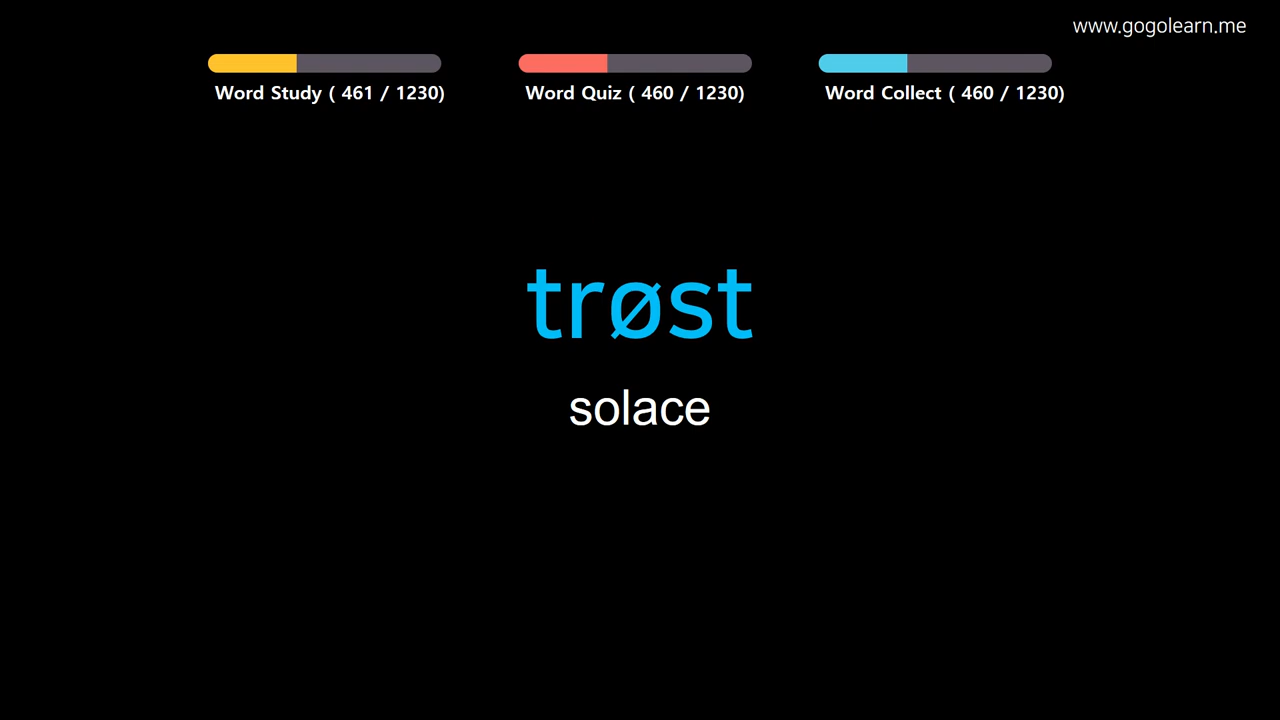 www.gogolearn.me
Word Study ( 461 / 1230)
Word Quiz ( 460 / 1230)
Word Collect ( 460 / 1230)
trøst
solace